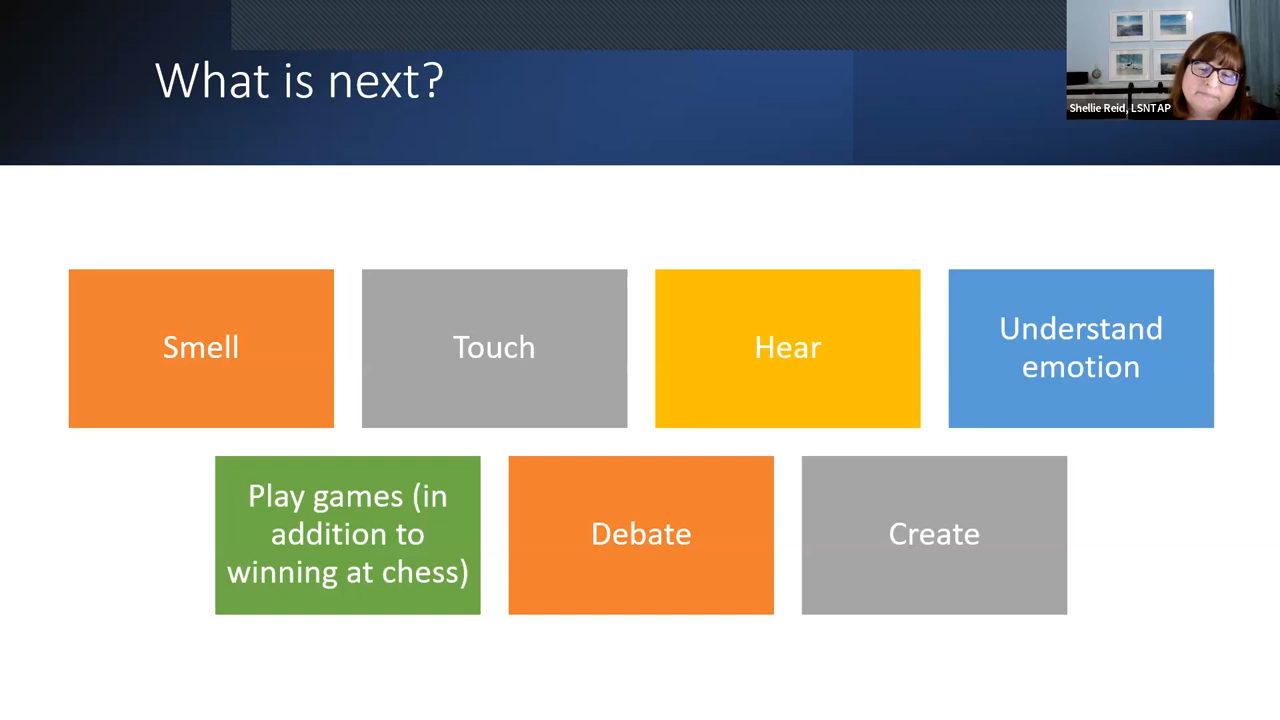 What is next?
Shellie Reid, LSNTAP
Smell
Touch
Hear
Understand
emotion
Play games (in
addition to
winning at chess)
Debate
Create